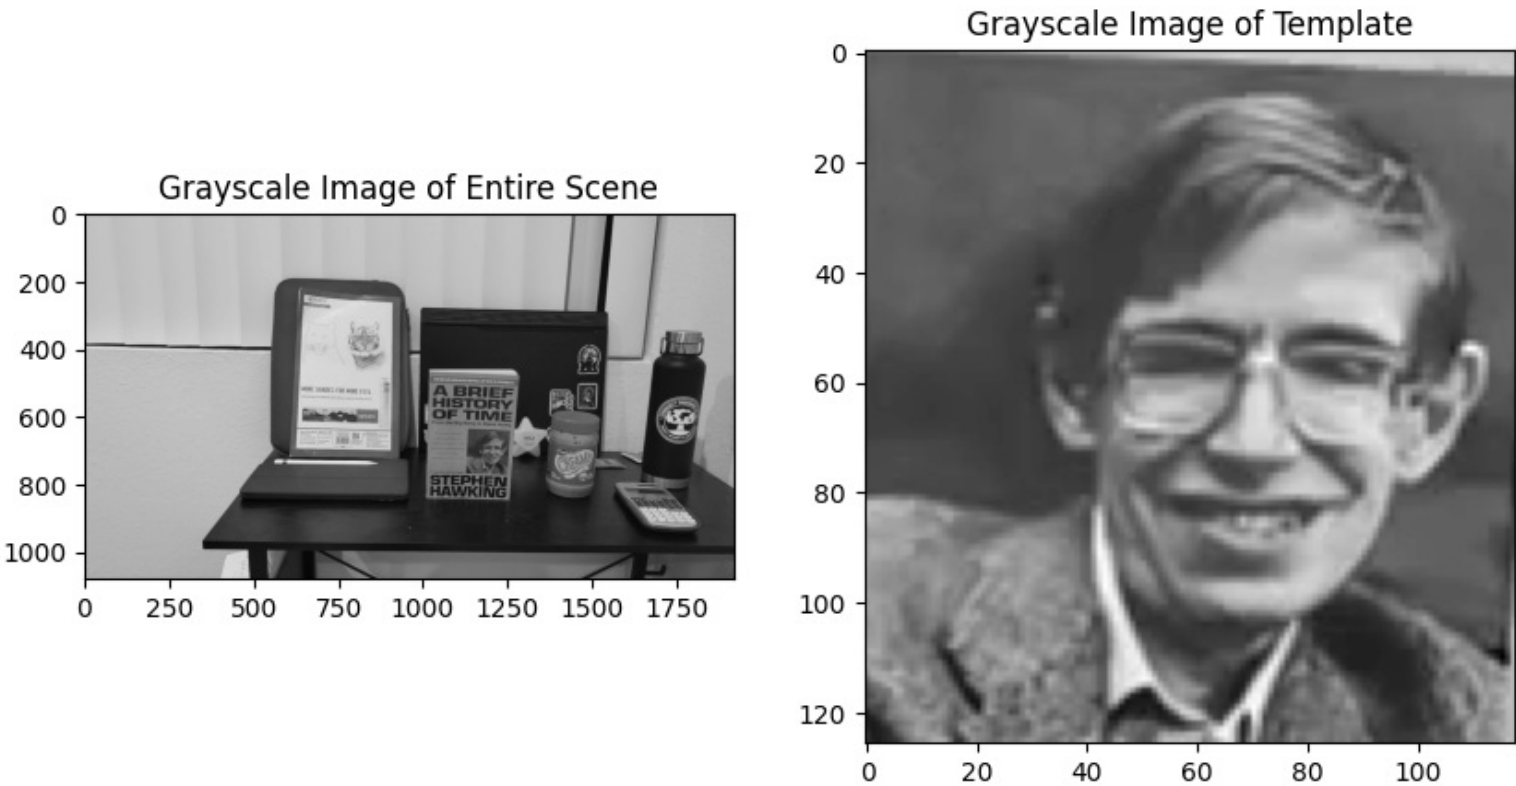 Grayscale Image of Template
Grayscale Image of Entire Scene
0
200
400
600
800
1000
0 250 500 750 1000 1250 1500 1750
A BRIEF
HISTORY
OF TIME
STEPHEN
HAWKING
0
20
40
60
80
100
120
0 20 40 60 80 100